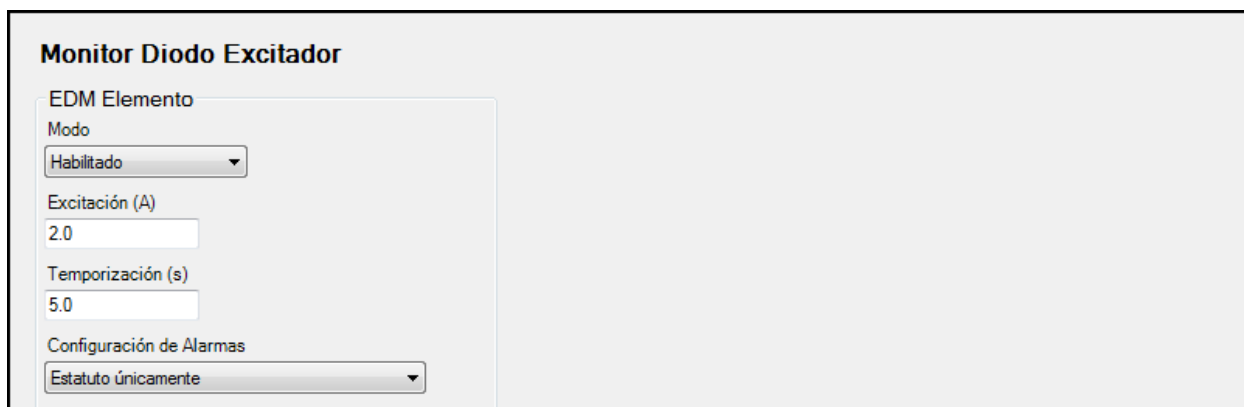 Monitor Diodo Excitador
EDM Elemento
Modo
Habilitado
Excitación (A)
2.0
Temporización (s)
5.0
Configuración de Alarmas
Estatuto únicamente